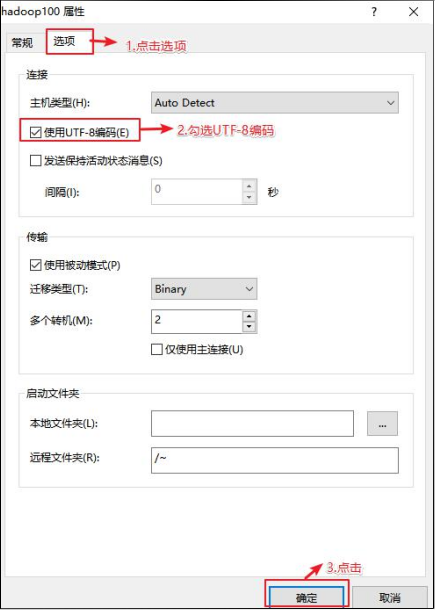 hadoop100 属性
? ×
常规 选项 1.点击选项
连接
主机类型(H): Auto Detect
使用UTF-8编码(E) 2.勾选UTF-8编码
发送保持活动状态消息(S)
间隔(I): 0 秒
传输
使用被动模式(P)
迁移类型(T): Binary
多个转机(M): 2
仅使用主连接(U)
启动文件夹
本地文件夹(L): ...
远程文件夹(R): /~
3.点击
确定 取消